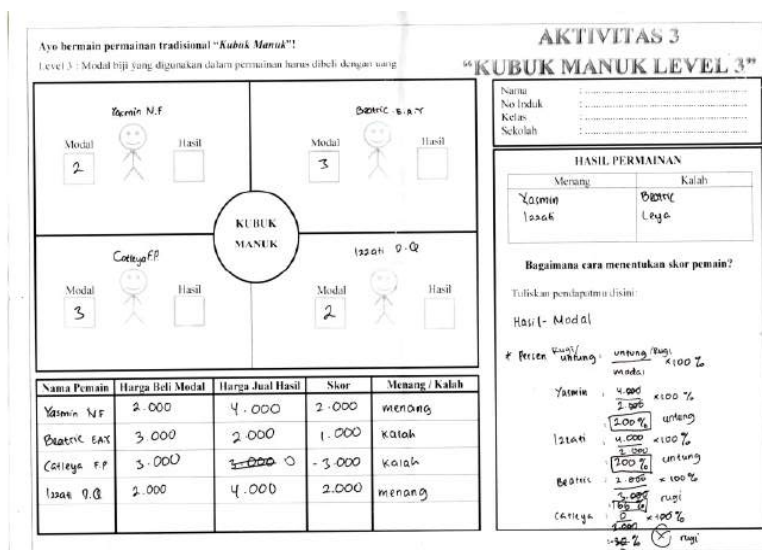 Ayo bermain permainan tradisional "Kubuk Manuk"!
Level 3 : Modal biji yang digunakan dalam permainan harus dibeli dengan uang
AKTIVITAS 3
"KUBUK MANUK LEVEL 3"
Nama :
No Induk :
Kelas :
Sekolah :
Yasmin N.F
Modal Hasil
2
Beatric E.A.Y
Modal Hasil
3
KUBUK
MANUK
Catleya F.P
Modal Hasil
3
Izzati D.Q
Modal Hasil
2
Nama Pemain Harga Beli Modal Harga Jual Hasil Skor Menang / Kalah
Yasmin NF 2.000 4.000 2.000 menang
Beatric EAY 3.000 2.000 1.000 Kalah
Catleya F.P 3.000 3.000 0 -3.000 Kalah
Izzati D.Q 2.000 4.000 2.000 menang
HASIL PERMAINAN
Menang Kalah
Yasmin Beatric
Izzati Leya
Bagaimana cara menentukan skor pemain?
Tuliskan pendapatmu disini:
Hasil - Modal
* Persen Rugi/untung : untung/Rugi
modal
×100 %
Yasmin : 4.000 ×100 %
2.000
: 200 % untung
Izzati : 4.000 ×100 %
2.000
: 200 % untung
Beatric : 2.000 ×100 %
3.000 rugi
Catleya : 0 ×100 %
3.000
% rugi